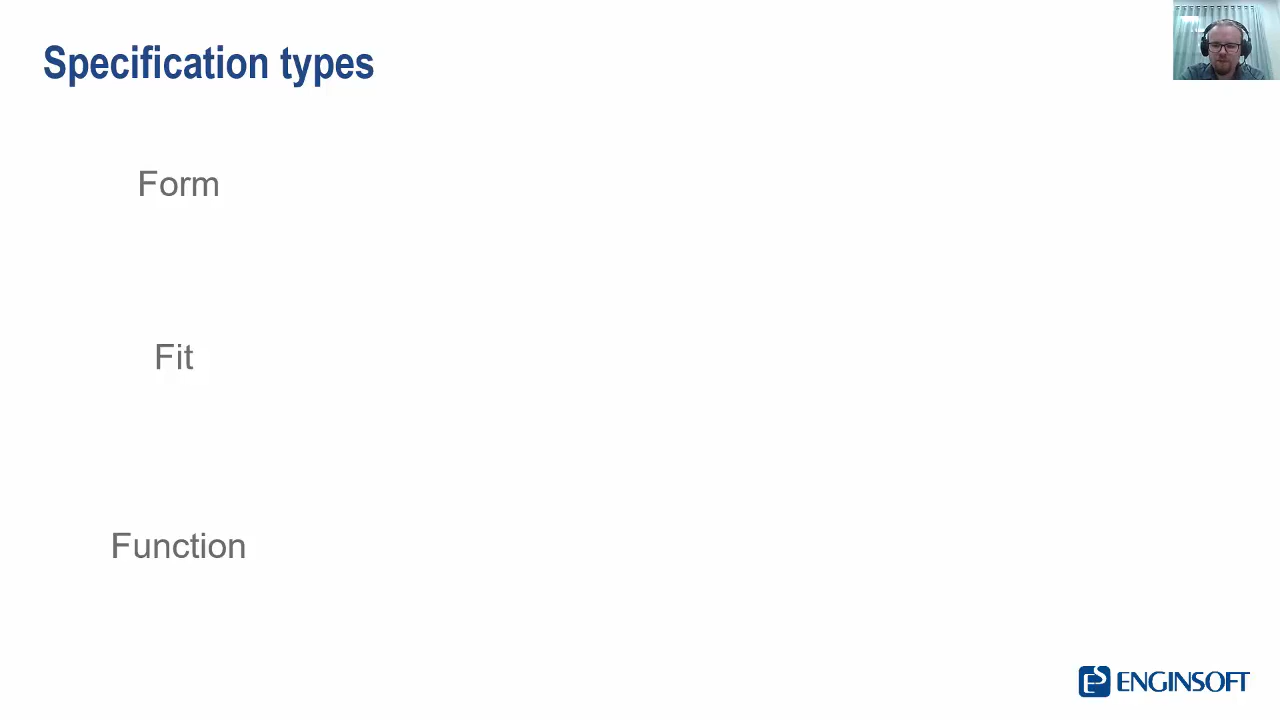 Specification types
Form
Fit
Function
ENGINSOFT